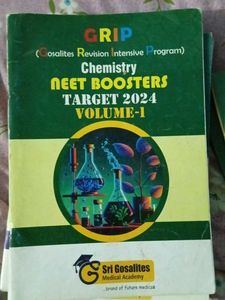 GRIP
(Gosalites Revision Intensive Program)
Chemistry
NEET BOOSTERS
TARGET 2024
VOLUME-1
Sri Gosalites
Medical Academy
...brand of future medicos